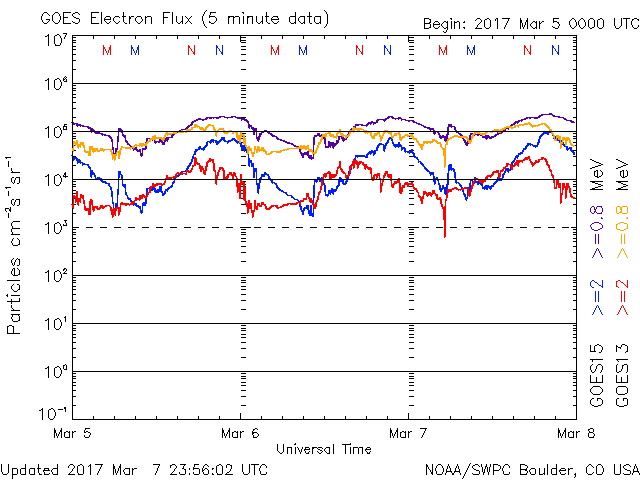 GOES Electron Flux (5 minute data)
Begin: 2017 Mar 5 0000 UTC
10⁷
M M N N M M N N M M N N
10⁶
10⁵
10⁴
10³
10²
10¹
10⁰
10⁻¹
Particles cm⁻²s⁻¹sr⁻¹
Mar 5 Mar 6 Mar 7 Mar 8
Universal Time
GOES15 >=2 >=0.8 MeV
GOES13 >=2 >=0.8 MeV
Updated 2017 Mar 7 23:56:02 UTC
NOAA/SWPC Boulder, CO USA